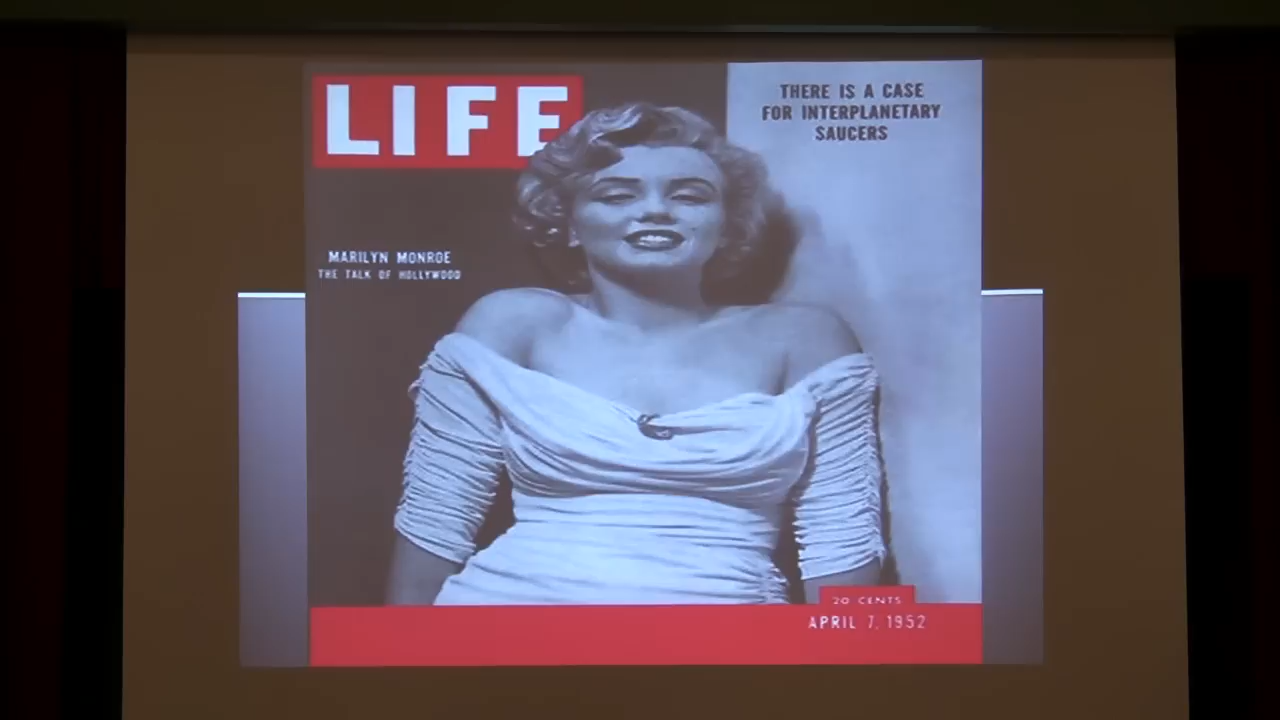 LIFE
THERE IS A CASE
FOR INTERPLANETARY
SAUCERS
MARILYN MONROE
THE TALK OF HOLLYWOOD
20 CENTS
APRIL 7, 1952